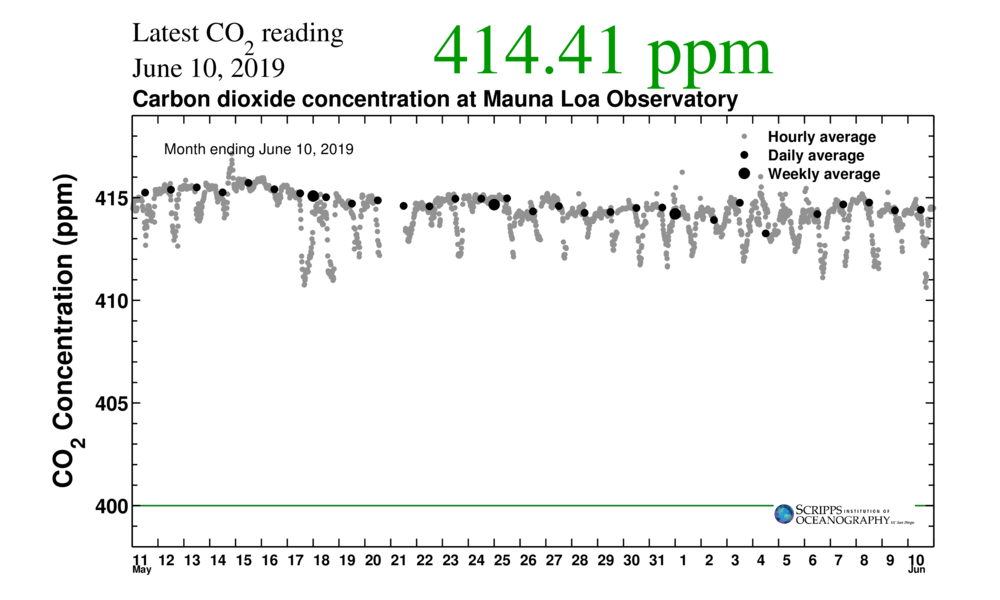 Latest CO2 reading
June 10, 2019
414.41 ppm
Carbon dioxide concentration at Mauna Loa Observatory
Month ending June 10, 2019
Hourly average
Daily average
Weekly average
CO2 Concentration (ppm)
415
410
405
400
SCRIPPS INSTITUTION OF
OCEANOGRAPHY UC San Diego
11 12 13 14 15 16 17 18 19 20 21 22 23 24 25 26 27 28 29 30 31 1 2 3 4 5 6 7 8 9 10
May Jun